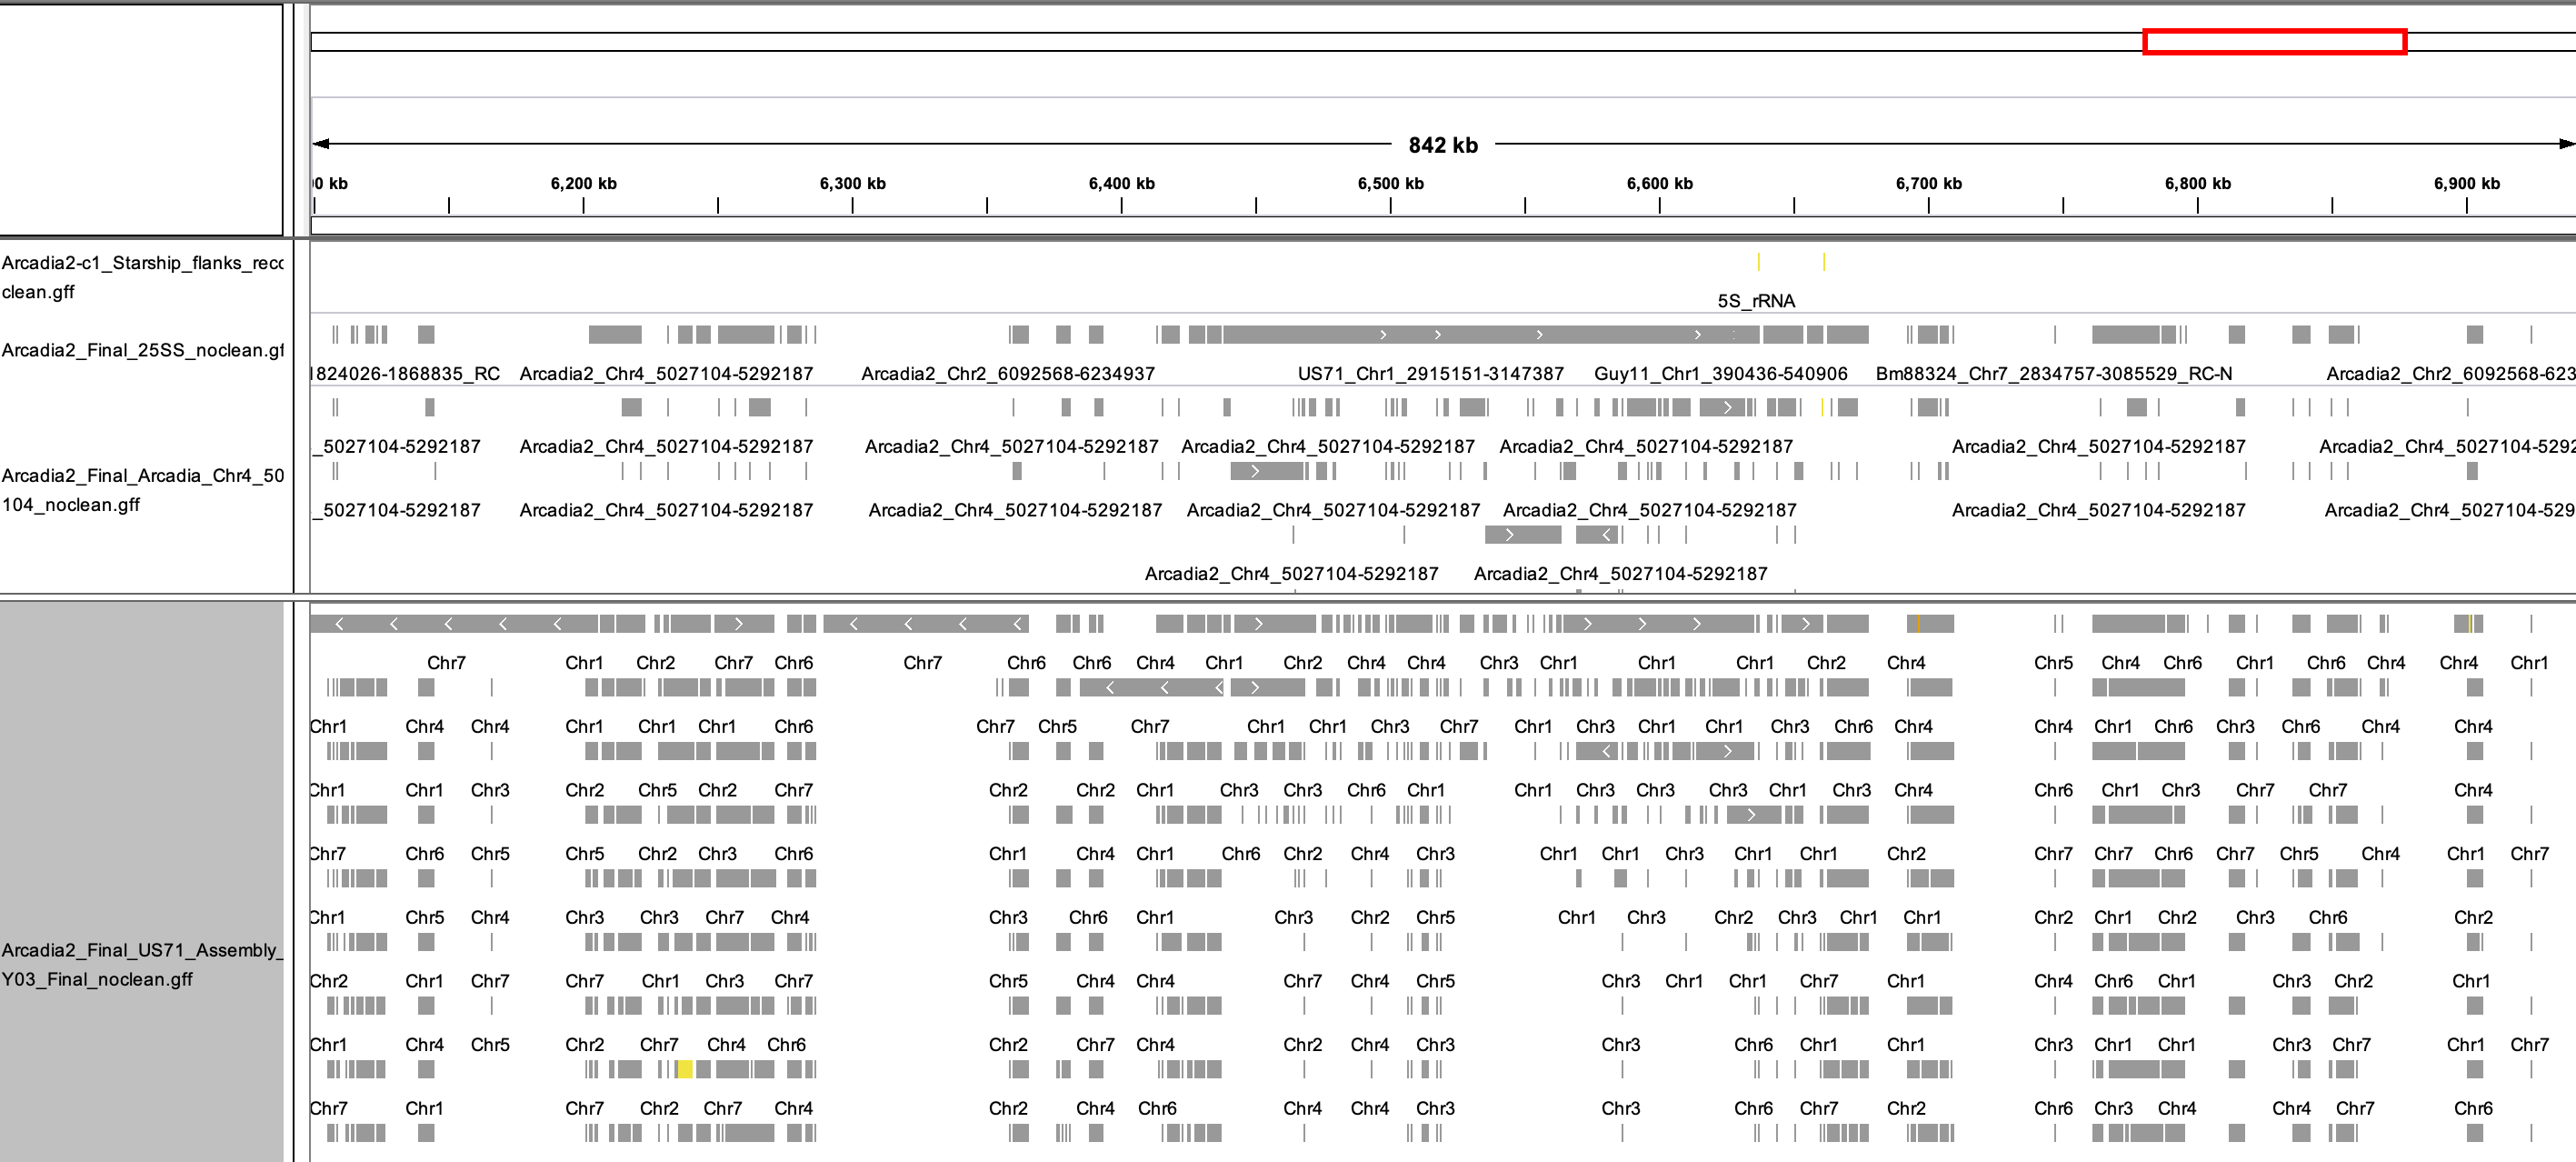 842 kb
00 kb 6,200 kb 6,300 kb 6,400 kb 6,500 kb 6,600 kb 6,700 kb 6,800 kb 6,900 kb
Arcadia2-c1_Starship_flanks_reco
clean.gff
5S_rRNA
Arcadia2_Final_25SS_noclean.gf
1824026-1868835_RC Arcadia2_Chr4_5027104-5292187 Arcadia2_Chr2_6092568-6234937 US71_Chr1_2915151-3147387 Guy11_Chr1_390436-540906 Bm88324_Chr7_2834757-3085529_RC-N Arcadia2_Chr2_6092568-623
_5027104-5292187 Arcadia2_Chr4_5027104-5292187 Arcadia2_Chr4_5027104-5292187 Arcadia2_Chr4_5027104-5292187 Arcadia2_Chr4_5027104-5292187 Arcadia2_Chr4_5027104-5292187 Arcadia2_Chr4_5027104-5292
Arcadia2_Final_Arcadia_Chr4_50
104_noclean.gff
_5027104-5292187 Arcadia2_Chr4_5027104-5292187 Arcadia2_Chr4_5027104-5292187 Arcadia2_Chr4_5027104-5292187 Arcadia2_Chr4_5027104-5292187 Arcadia2_Chr4_5027104-5292187 Arcadia2_Chr4_5027104-529
Arcadia2_Chr4_5027104-5292187 Arcadia2_Chr4_5027104-5292187
Chr7 Chr1 Chr2 Chr7 Chr6 Chr7 Chr6 Chr6 Chr4 Chr1 Chr2 Chr4 Chr4 Chr3 Chr1 Chr1 Chr1 Chr2 Chr4 Chr5 Chr4 Chr6 Chr1 Chr6 Chr4 Chr4 Chr1
Chr1 Chr4 Chr4 Chr1 Chr1 Chr1 Chr6 Chr7 Chr5 Chr7 Chr1 Chr1 Chr3 Chr7 Chr1 Chr3 Chr1 Chr1 Chr3 Chr6 Chr4 Chr4 Chr1 Chr6 Chr3 Chr6 Chr4 Chr4
Chr1 Chr1 Chr3 Chr2 Chr5 Chr2 Chr7 Chr2 Chr2 Chr1 Chr3 Chr3 Chr6 Chr1 Chr1 Chr3 Chr3 Chr3 Chr1 Chr3 Chr4 Chr6 Chr1 Chr3 Chr7 Chr7 Chr4
Chr7 Chr6 Chr5 Chr5 Chr2 Chr3 Chr6 Chr1 Chr4 Chr1 Chr6 Chr2 Chr4 Chr3 Chr1 Chr1 Chr3 Chr1 Chr1 Chr2 Chr7 Chr7 Chr6 Chr7 Chr5 Chr4 Chr1 Chr7
Chr1 Chr5 Chr4 Chr3 Chr3 Chr7 Chr4 Chr3 Chr6 Chr1 Chr3 Chr2 Chr5 Chr1 Chr3 Chr2 Chr3 Chr1 Chr1 Chr2 Chr1 Chr2 Chr3 Chr6 Chr2
Arcadia2_Final_US71_Assembly_
Y03_Final_noclean.gff
Chr2 Chr1 Chr7 Chr7 Chr1 Chr3 Chr7 Chr5 Chr4 Chr4 Chr7 Chr4 Chr5 Chr3 Chr1 Chr1 Chr7 Chr1 Chr4 Chr6 Chr1 Chr3 Chr2 Chr1
Chr1 Chr4 Chr5 Chr2 Chr7 Chr4 Chr6 Chr2 Chr7 Chr4 Chr2 Chr4 Chr3 Chr3 Chr6 Chr1 Chr1 Chr3 Chr1 Chr1 Chr3 Chr7 Chr1 Chr7
Chr7 Chr1 Chr7 Chr2 Chr7 Chr4 Chr2 Chr4 Chr6 Chr4 Chr4 Chr3 Chr3 Chr6 Chr7 Chr2 Chr6 Chr3 Chr4 Chr4 Chr7 Chr6